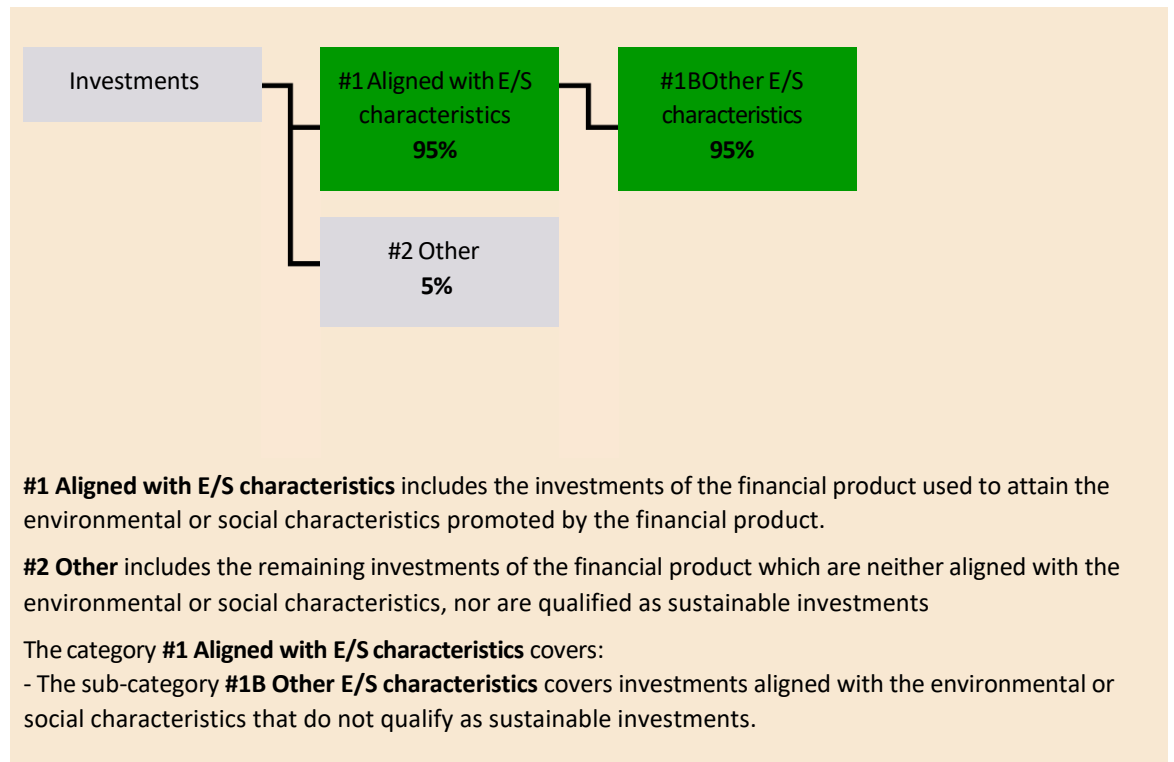 Investments
#1 Aligned with E/S
characteristics
95%
#1BOther E/S
characteristics
95%
#2 Other
5%
#1 Aligned with E/S characteristics includes the investments of the financial product used to attain the
environmental or social characteristics promoted by the financial product.
#2 Other includes the remaining investments of the financial product which are neither aligned with the
environmental or social characteristics, nor are qualified as sustainable investments
The category #1 Aligned with E/S characteristics covers:
- The sub-category #1B Other E/S characteristics covers investments aligned with the environmental or
social characteristics that do not qualify as sustainable investments.